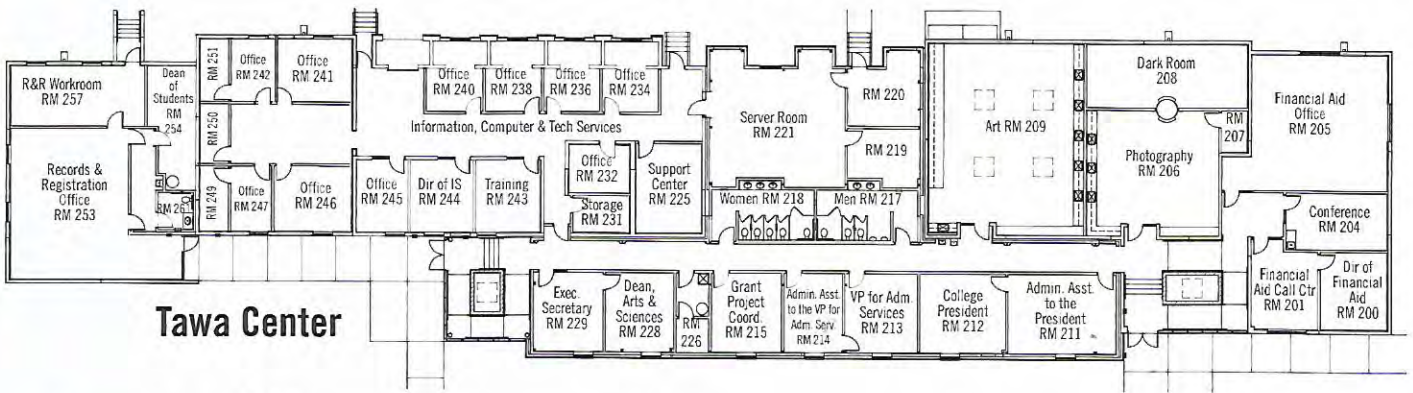 R&R Workroom
RM 257
Dean
of
Students
RM
254
RM 251
Office
RM 242
Office
RM 241
RM 250
RM 249
Office
RM 247
Office
RM 246
Records &
Registration
Office
RM 253
RM 26
Office
RM 240
Office
RM 238
Office
RM 236
Office
RM 234
Information, Computer & Tech Services
Office
RM 245
Dir of IS
RM 244
Training
RM 243
Office
RM 232
Storage
RM 231
Support
Center
RM 225
Server Room
RM 221
RM 220
RM 219
Women RM 218
Men RM 217
Art RM 209
Dark Room
208
RM
207
Photography
RM 206
Financial Aid
Office
RM 205
Conference
RM 204
Financial
Aid Call Ctr
RM 201
Dir of
Financial
Aid
RM 200
Exec.
Secretary
RM 229
Dean,
Arts &
Sciences
RM 228
RM
226
Grant
Project
Coord.
RM 215
Admin. Asst.
to the VP for
Adm. Serv.
RM 214
VP for Adm.
Services
RM 213
College
President
RM 212
Admin. Asst.
to the
President
RM 211
Tawa Center